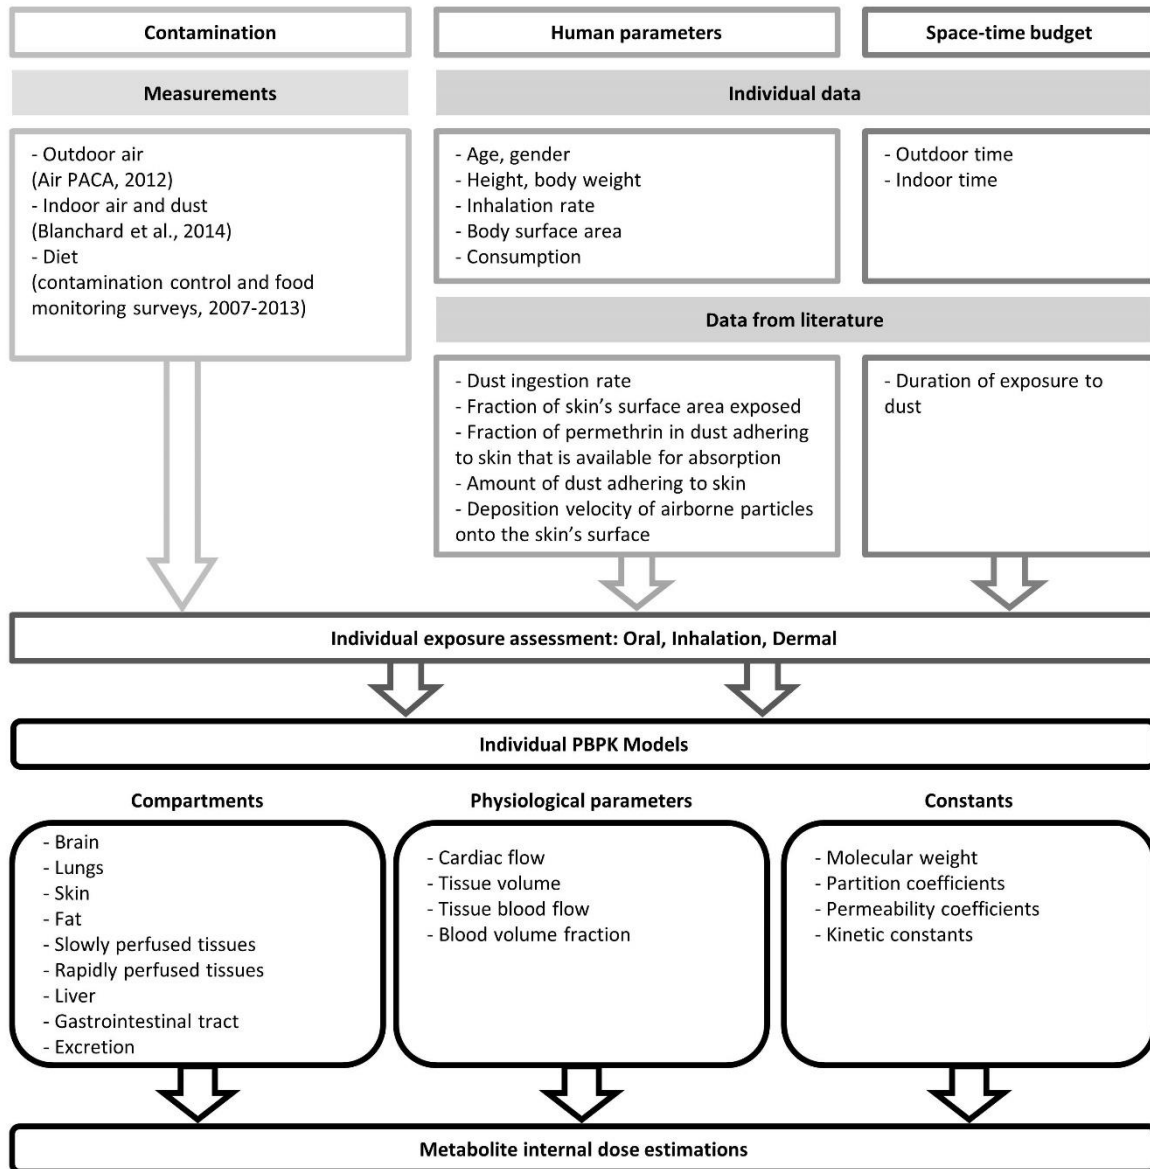 Contamination
Human parameters
Space-time budget
Measurements
Individual data
- Outdoor air
(Air PACA, 2012)
- Indoor air and dust
(Blanchard et al., 2014)
- Diet
(contamination control and food
monitoring surveys, 2007-2013)
- Age, gender
- Height, body weight
- Inhalation rate
- Body surface area
- Consumption
- Outdoor time
- Indoor time
Data from literature
- Dust ingestion rate
- Fraction of skin's surface area exposed
- Fraction of permethrin in dust adhering
to skin that is available for absorption
- Amount of dust adhering to skin
- Deposition velocity of airborne particles
onto the skin's surface
- Duration of exposure to
dust
Individual exposure assessment: Oral, Inhalation, Dermal
Individual PBPK Models
Compartments
- Brain
- Lungs
- Skin
- Fat
- Slowly perfused tissues
- Rapidly perfused tissues
- Liver
- Gastrointestinal tract
- Excretion
Physiological parameters
- Cardiac flow
- Tissue volume
- Tissue blood flow
- Blood volume fraction
Constants
- Molecular weight
- Partition coefficients
- Permeability coefficients
- Kinetic constants
Metabolite internal dose estimations